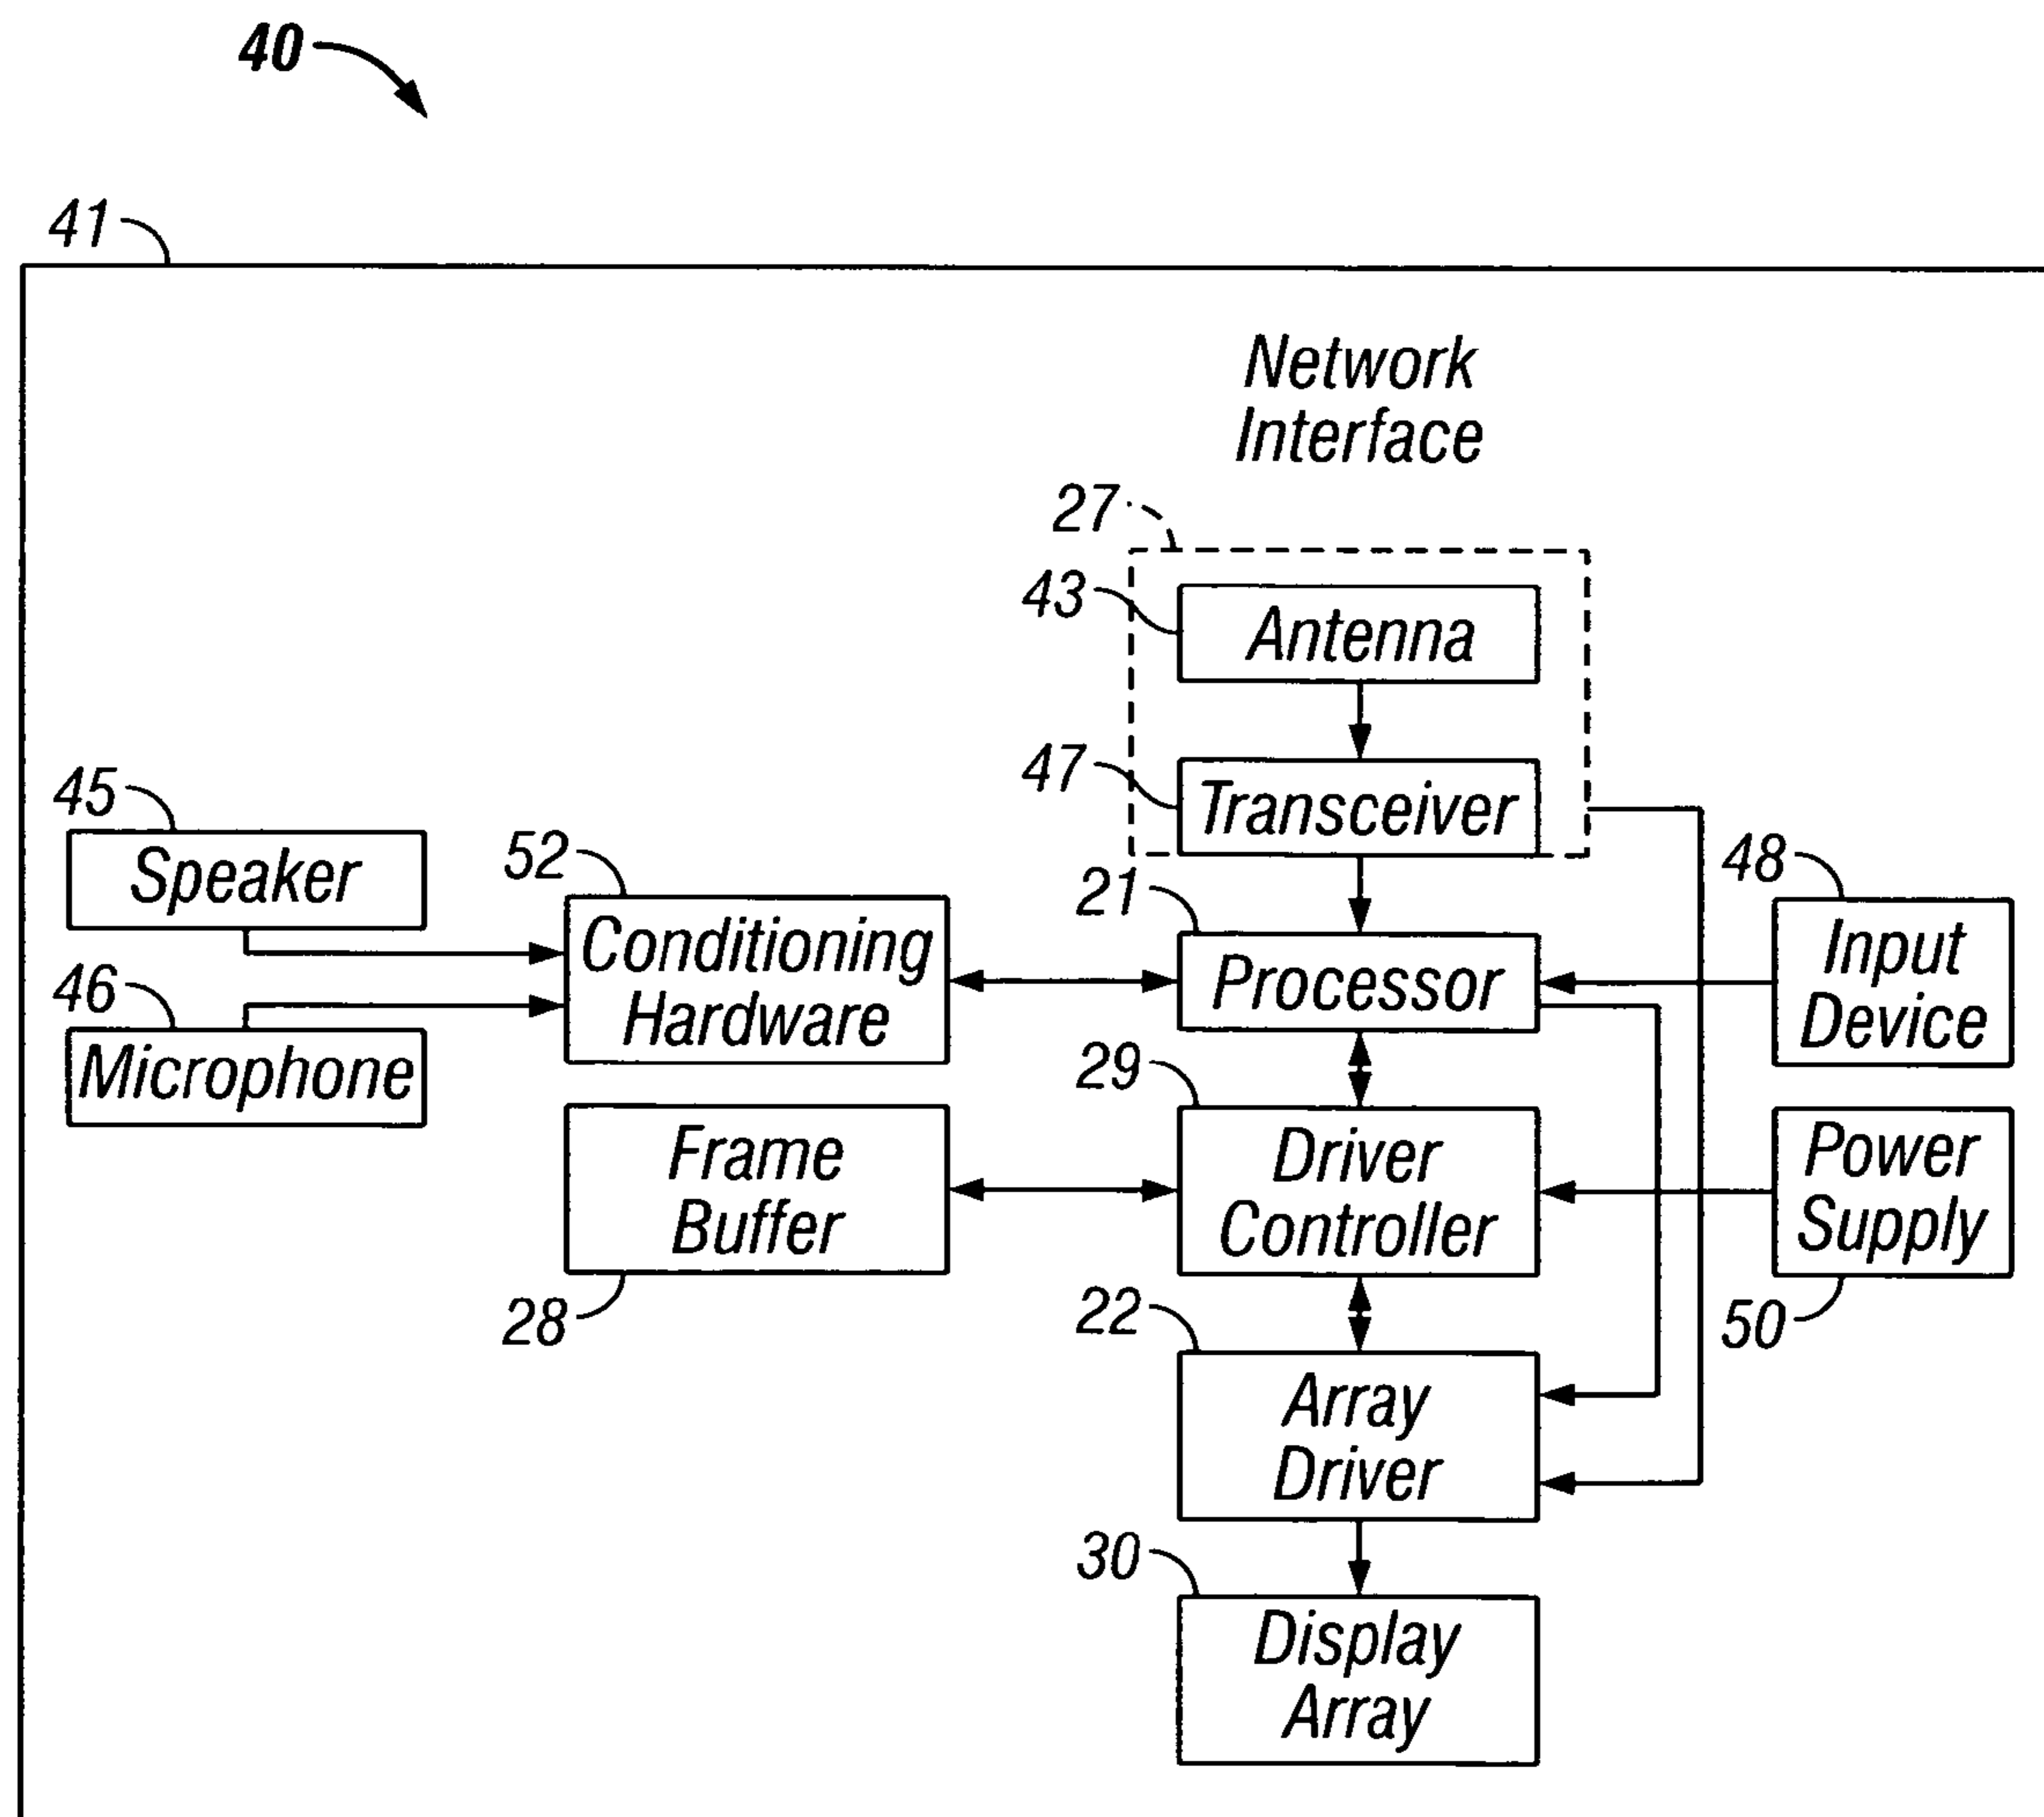 40
41
Network
Interface
27
43
Antenna
47
Transceiver
45
Speaker
52
Conditioning
Hardware
21
Processor
48
Input
Device
46
Microphone
29
Driver
Controller
Frame
Buffer
28
Power
Supply
50
22
Array
Driver
30
Display
Array